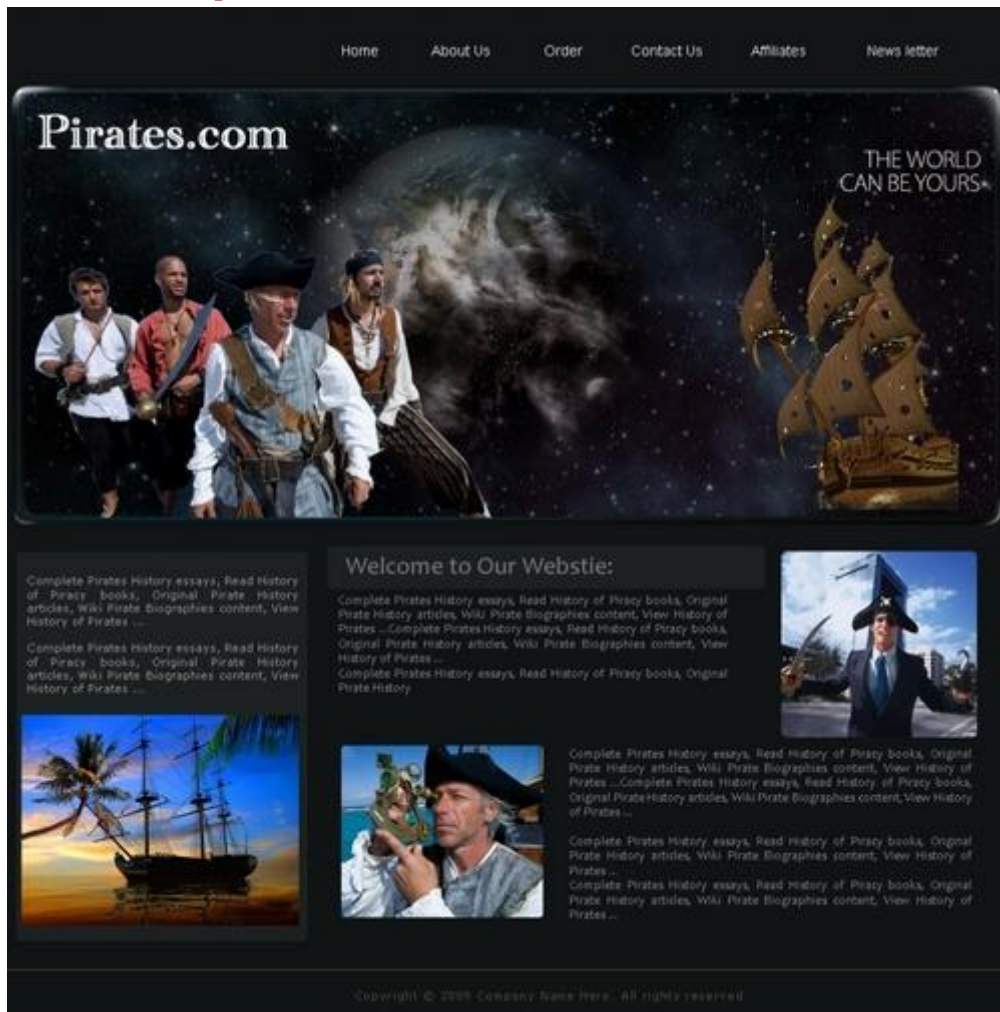 Home About Us Order Contact Us Affiliates News letter
Pirates.com
THE WORLD
CAN BE YOURS
Complete Pirates History essays, Read History
of Piracy books, Original Pirate History
articles, Wiki Pirate Biographies content, View
History of Pirates ...
Complete Pirates History essays, Read History
of Piracy books, Original Pirate History
articles, Wiki Pirate Biographies content, View
History of Pirates ...
Welcome to Our Webstie:
Complete Pirates History essays, Read History of Piracy books, Original
Pirate History articles, Wiki Pirate Biographies content, View History of
Pirates ...Complete Pirates History essays, Read History of Piracy books,
Original Pirate History articles, Wiki Pirate Biographies content, View
History of Pirates ...
Complete Pirates History essays, Read History of Piracy books, Original
Pirate History
Complete Pirates History essays, Read History of Piracy books, Original
Pirate History articles, Wiki Pirate Biographies content, View History of
Pirates ...Complete Pirates History essays, Read History of Piracy books,
Original Pirate History articles, Wiki Pirate Biographies content, View History
of Pirates ...
Complete Pirates History essays, Read History of Piracy books, Original
Pirate History articles, Wiki Pirate Biographies content, View History of
Pirates ...
Complete Pirates History essays, Read History of Piracy books, Original
Pirate History articles, Wiki Pirate Biographies content, View History of
Pirates ...
Copyright © 2009 Company Name Here. All rights reserved